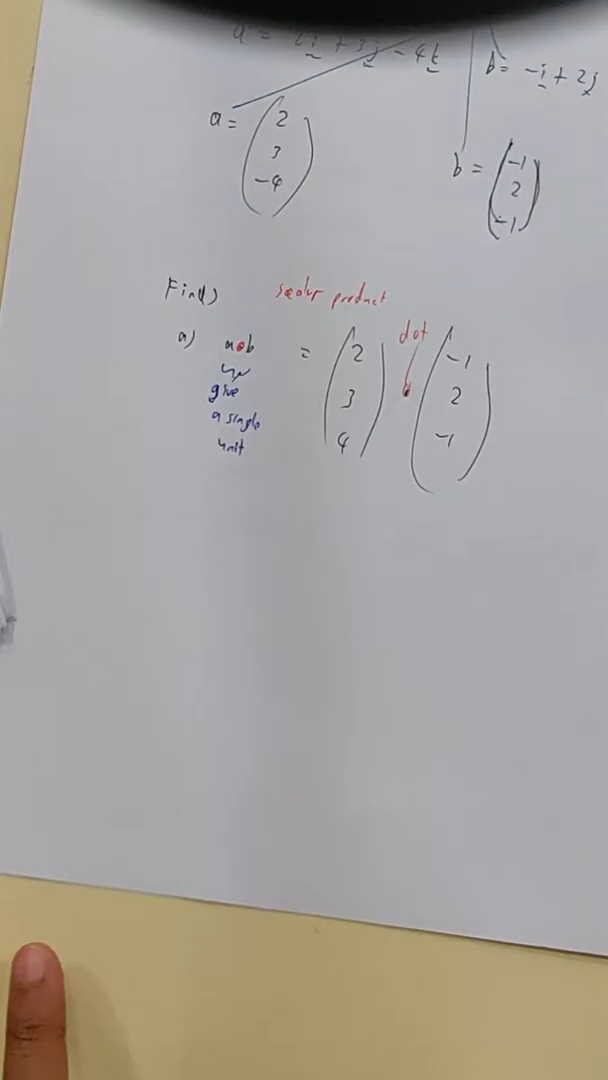 a = 2i + 3j - 4k
b = -i + 2j
a = (2 3 -4)
b = (-1 2 -1)
Find)
scalar product
a) a•b = (2 3 4) • (-1 2 -1)
dot
give
a single
unit